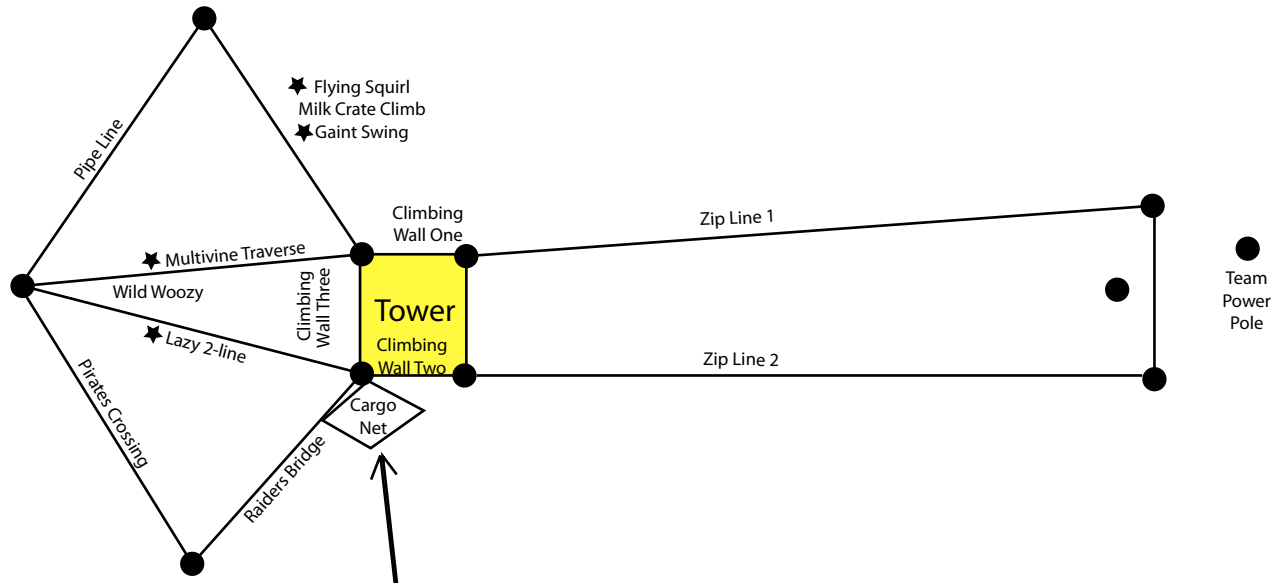 Flying Squirl
Milk Crate Climb
Gaint Swing
Pipe Line
Climbing
Wall One
Zip Line 1
Multivine Traverse
Wild Woozy
Climbing
Wall Three
Tower
Climbing
Wall Two
Lazy 2-line
Zip Line 2
Team
Power
Pole
Pirates Crossing
Cargo
Net
Raiders Bridge